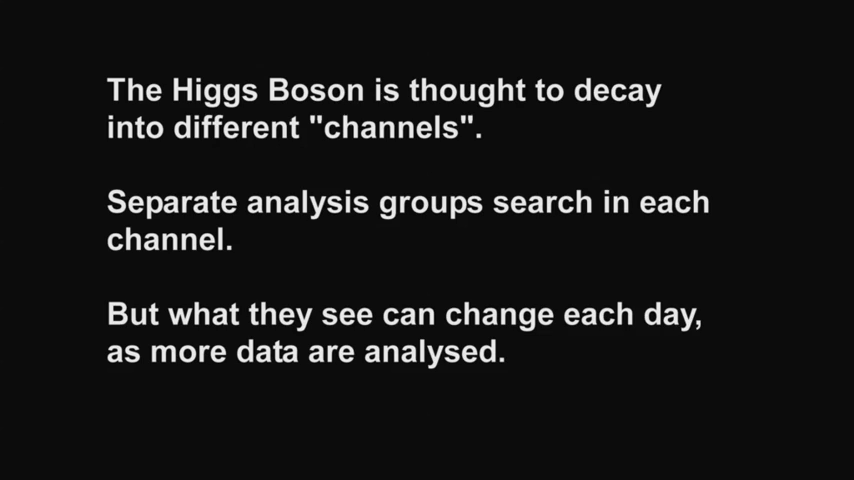 The Higgs Boson is thought to decay
into different "channels".
Separate analysis groups search in each
channel.
But what they see can change each day,
as more data are analysed.